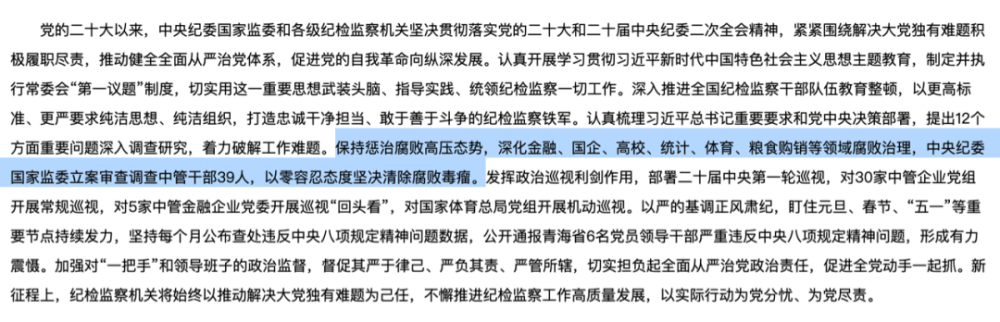 党的二十大以来，中央纪委国家监委和各级纪检监察机关坚决贯彻落实党的二十大和二十届中央纪委二次全会精神，紧紧围绕解决大党独有难题积
极履职尽责，推动健全全面从严治党体系，促进党的自我革命向纵深发展。认真开展学习贯彻习近平新时代中国特色社会主义思想主题教育，制定并执
行常委会“第一议题”制度，切实用这一重要思想武装头脑、指导实践、统领纪检监察一切工作。深入推进全国纪检监察干部队伍教育整顿，以更高标
准、更严要求纯洁思想、纯洁组织，打造忠诚干净担当、敢于善于斗争的纪检监察铁军。认真梳理习近平总书记重要要求和党中央决策部署，提出12个
方面重要问题深入调查研究，着力破解工作难题。保持惩治腐败高压态势，深化金融、国企、高校、统计、体育、粮食购销等领域腐败治理，中央纪委
国家监委立案审查调查中管干部39人，以零容忍态度坚决清除腐败毒瘤。发挥政治巡视利剑作用，部署二十届中央第一轮巡视，对30家中管企业党组
开展常规巡视，对5家中管金融企业党委开展巡视“回头看”，对国家体育总局党组开展机动巡视。以严的基调正风肃纪，盯住元旦、春节、“五一”等重
要节点持续发力，坚持每个月公布查处违反中央八项规定精神问题数据，公开通报青海省6名党员领导干部严重违反中央八项规定精神问题，形成有力
震慑。加强对“一把手”和领导班子的政治监督，督促其严于律己、严负其责、严管所辖，切实担负起全面从严治党政治责任，促进全党动手一起抓。新
征程上，纪检监察机关将始终以推动解决大党独有难题为己任，不懈推进纪检监察工作高质量发展，以实际行动为党分忧、为党尽责。